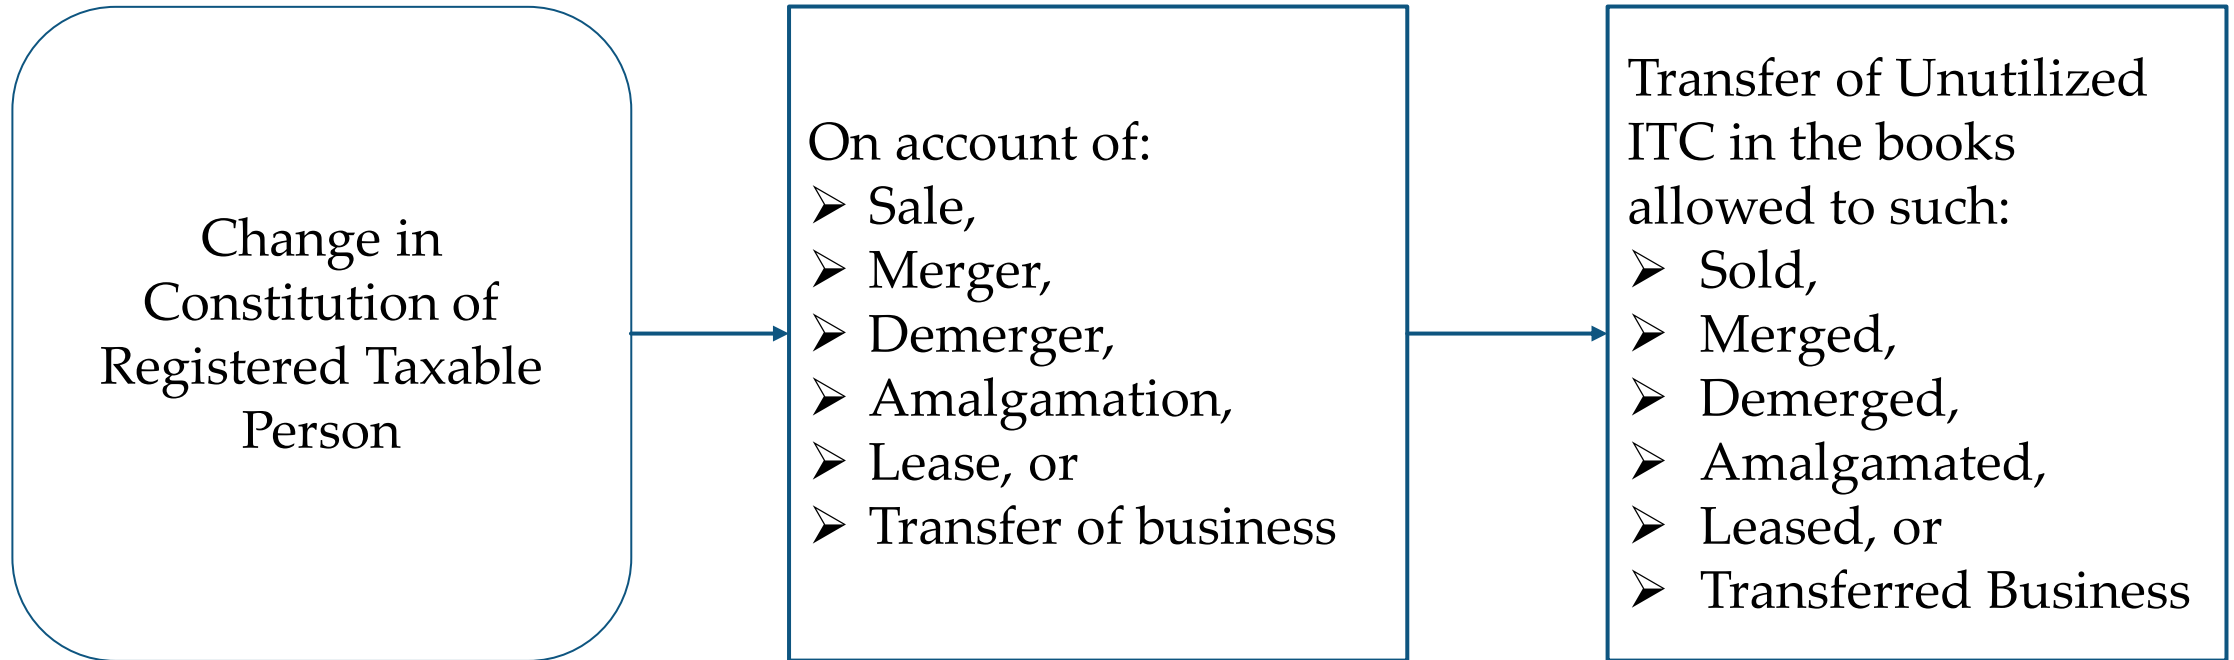 Change in
Constitution of
Registered Taxable
Person
On account of:
➢ Sale,
➢ Merger,
➢ Demerger,
➢ Amalgamation,
➢ Lease, or
➢ Transfer of business
Transfer of Unutilized
ITC in the books
allowed to such:
➢ Sold,
➢ Merged,
➢ Demerged,
➢ Amalgamated,
➢ Leased, or
➢ Transferred Business